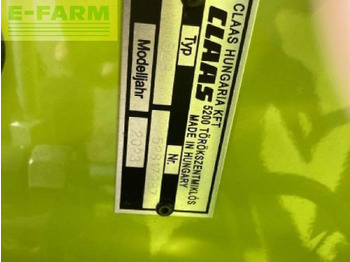 E-FARM
CLAAS HUNGARIA KFT
CLAAS
5200 TÖRÖKSZENTMIKLÓS
MADE IN HUNGARY
Typ
Nr.
Modelljahr
2023